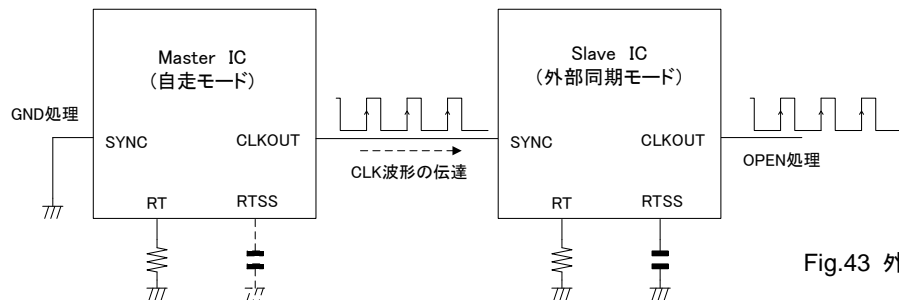 Master IC
（自走モード）
GND処理
SYNC
CLKOUT
RT
RTSS
CLK波形の伝達
Slave IC
（外部同期モード）
SYNC
CLKOUT
RT
RTSS
OPEN処理
Fig.43 外